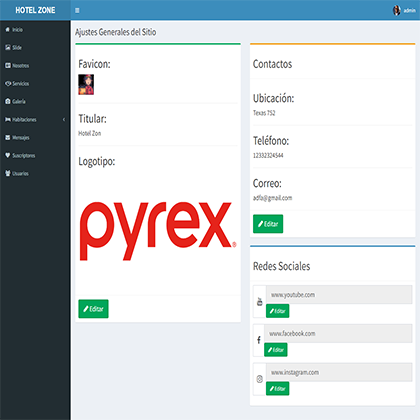 HOTEL ZONE
admin
Inicio
Slide
Nosotros
Servicios
Galería
Habitaciones
Mensajes
Suscriptores
Usuarios
Ajustes Generales del Sitio
Favicon:
Titular:
Hotel Zon
Logotipo:
pyrex®
Editar
Contactos
Ubicación:
Texas 752
Teléfono:
12332324544
Correo:
adfa@gmail.com
Editar
Redes Sociales
www.youtube.com
Editar
www.facebook.com
Editar
www.instagram.com
Editar